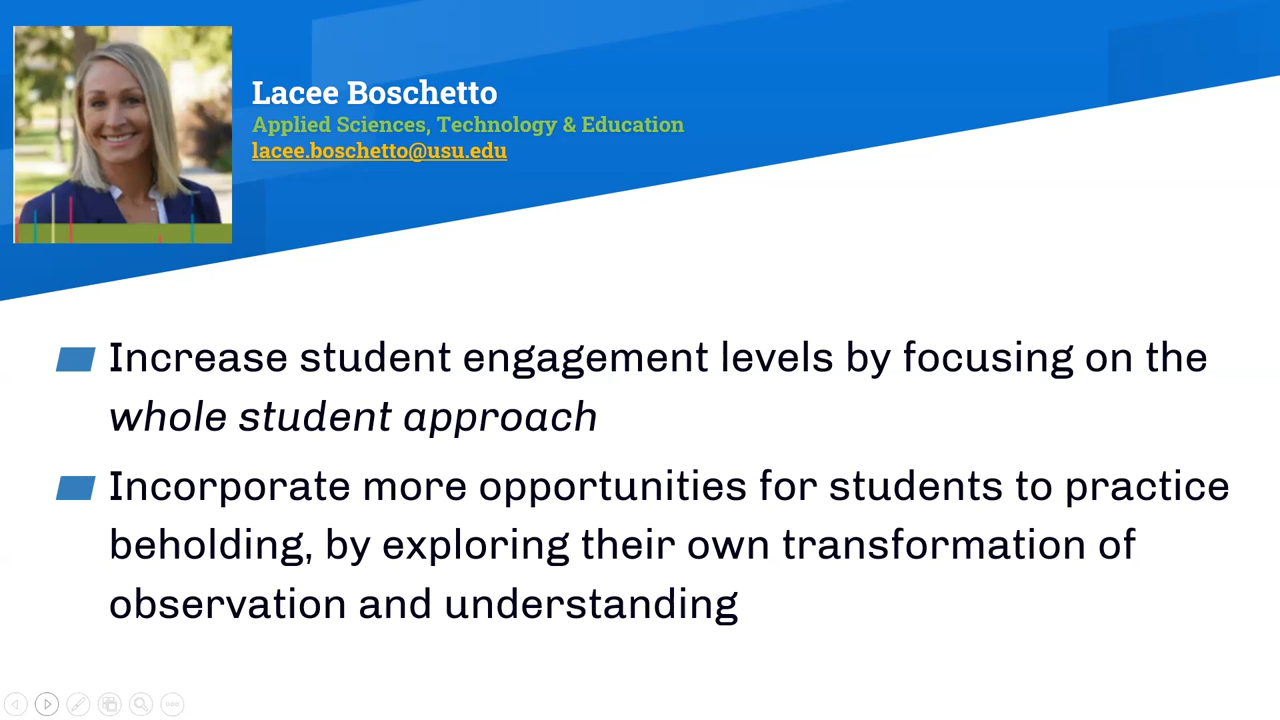 Lacee Boschetto
Applied Sciences, Technology & Education
lacee.boschetto@usu.edu
Increase student engagement levels by focusing on the
whole student approach
Incorporate more opportunities for students to practice
beholding, by exploring their own transformation of
observation and understanding